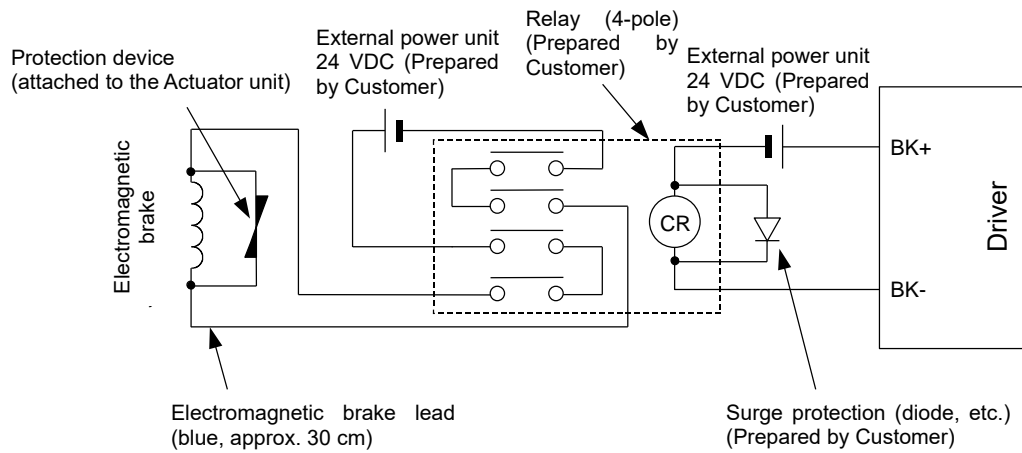 Protection device
(attached to the Actuator unit)
External power unit
24 VDC (Prepared
by Customer)
Relay (4-pole)
(Prepared by
Customer)
External power unit
24 VDC (Prepared
by Customer)
Electromagnetic
brake
CR
BK+
BK-
Driver
Electromagnetic brake lead
(blue, approx. 30 cm)
Surge protection (diode, etc.)
(Prepared by Customer)